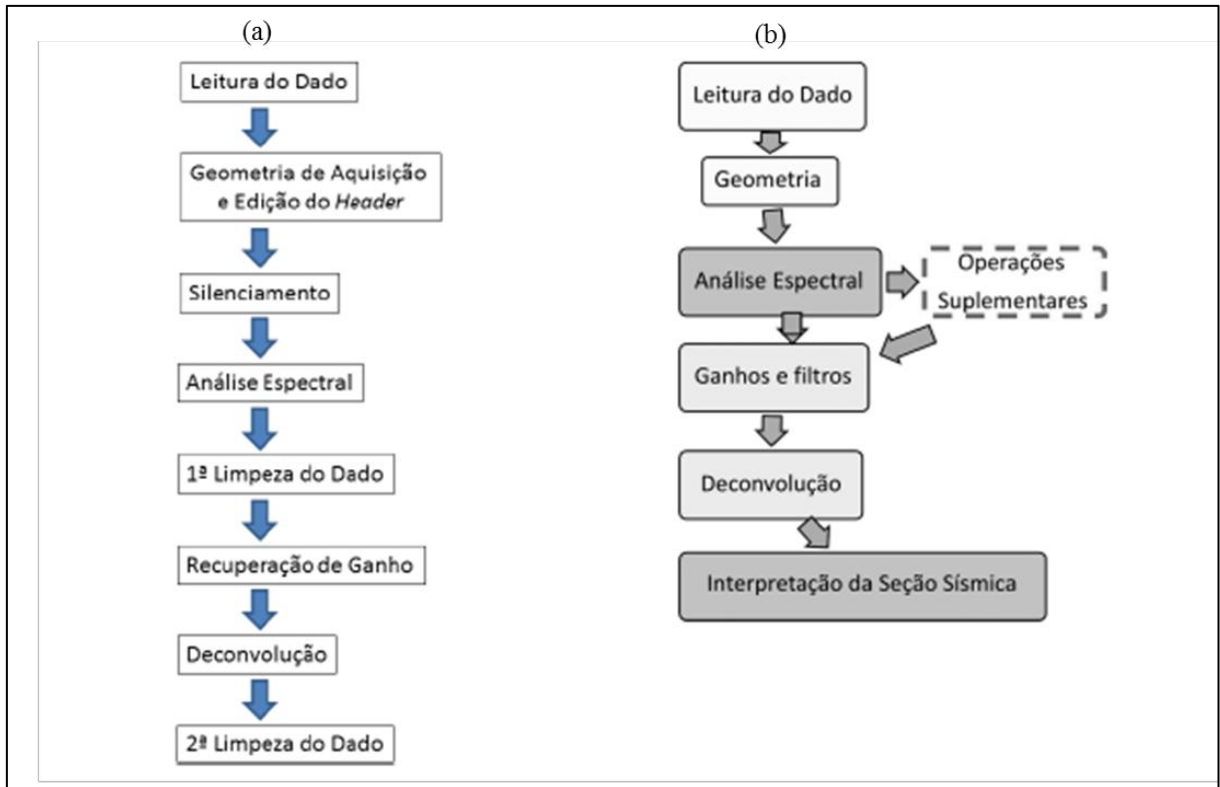 (a)
Leitura do Dado
Geometria de Aquisição
e Edição do Header
Silenciamento
Análise Espectral
1ª Limpeza do Dado
Recuperação de Ganho
Deconvolução
2ª Limpeza do Dado
(b)
Leitura do Dado
Geometria
Análise Espectral
Operações
Suplementares
Ganhos e filtros
Deconvolução
Interpretação da Seção Sísmica